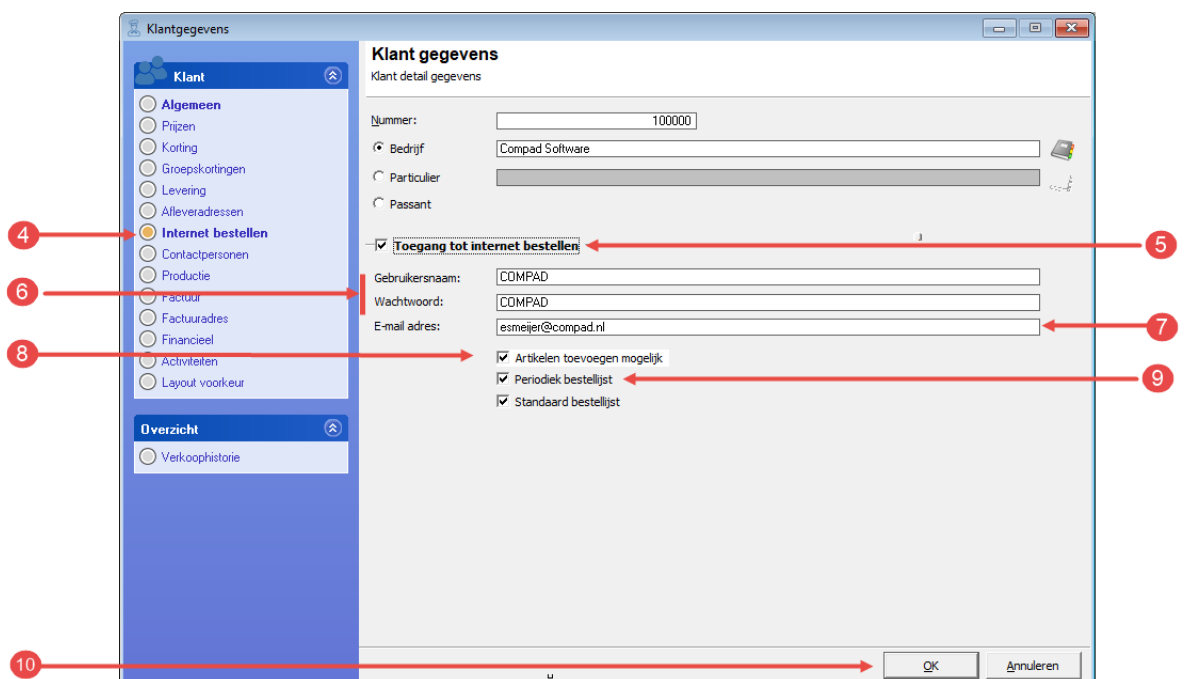 Klantgegevens
Klant
Algemeen
Prijzen
Korting
Groepskortingen
Levering
Afleveradressen
4
Internet bestellen
Contactpersonen
Productie
6
Factuur
Factuuradres
Financieel
8
Activiteiten
Layout voorkeur
Overzicht
Verkoophistorie
Klant gegevens
Klant detail gegevens
Nummer: 100000
Bedrijf Compad Software
Particulier
Passant
Toegang tot internet bestellen 5
Gebruikersnaam: COMPAD
Wachtwoord: COMPAD
E-mail adres: esmeijer@compad.nl 7
Artikelen toevoegen mogelijk
Periodiek bestellijst 9
Standaard bestellijst
10 OK Annuleren